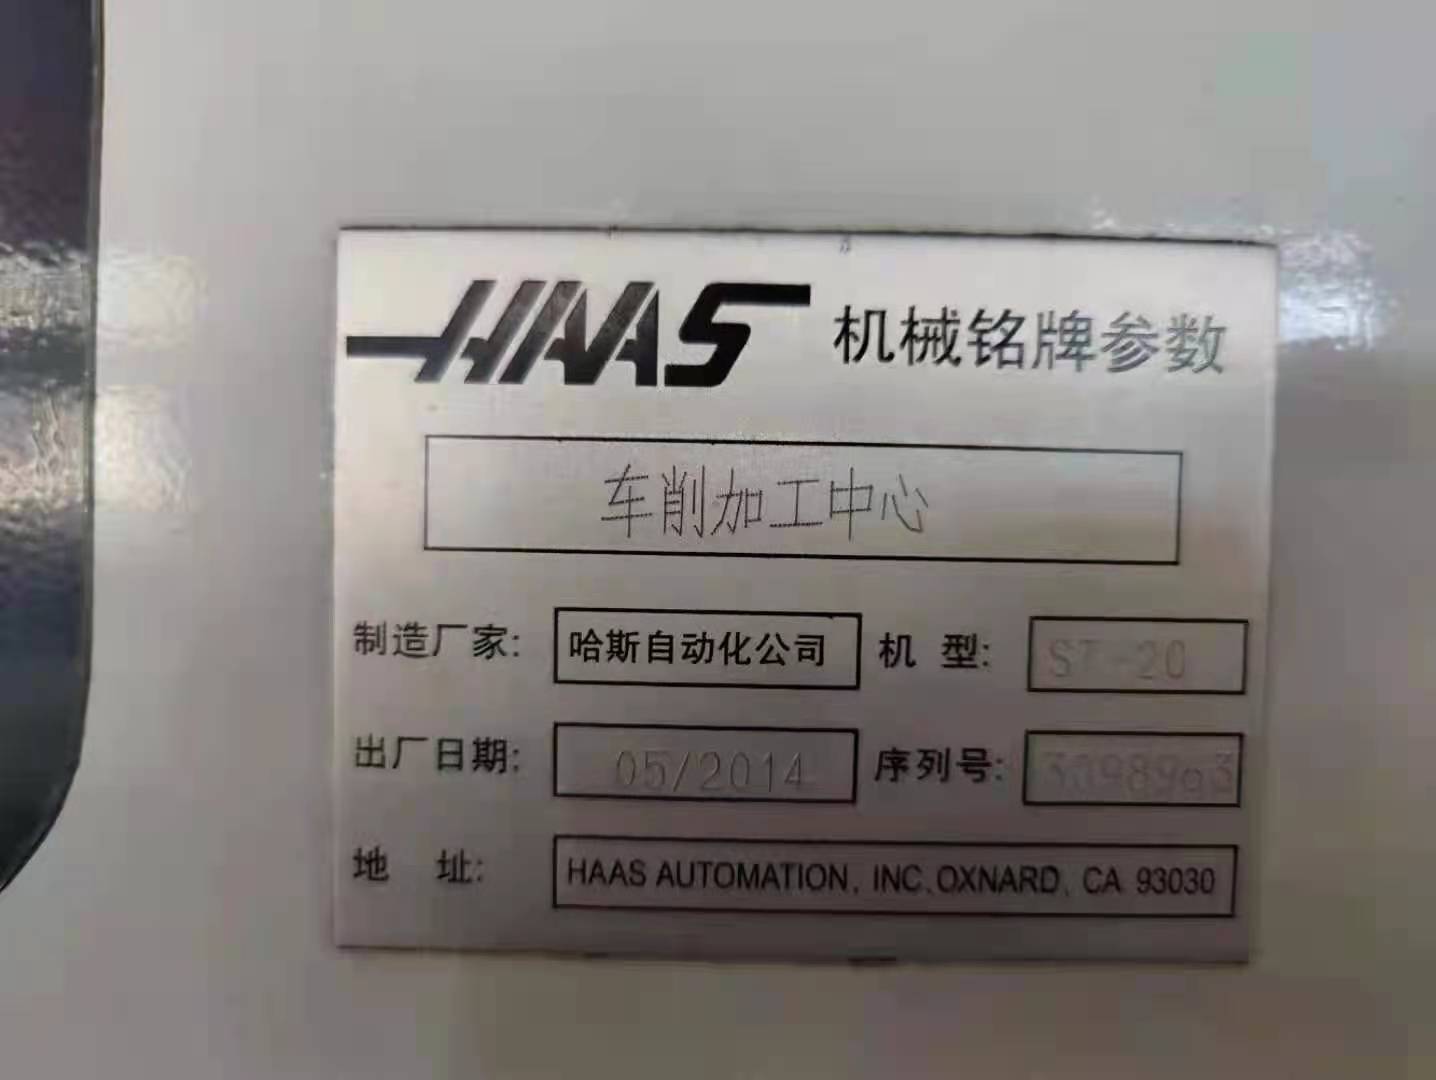 HAAS 机械铭牌参数
车削加工中心
制造厂家: 哈斯自动化公司 机 型: ST-20
出厂日期: 05/2014 序列号:
地 址: HAAS AUTOMATION, INC.OXNARD, CA 93030